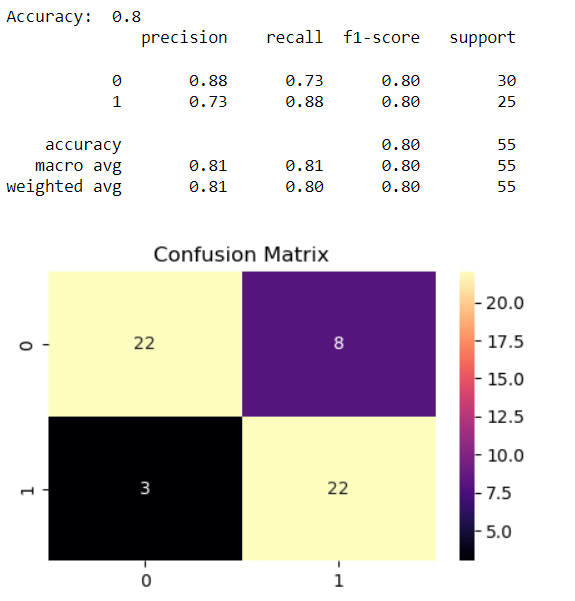 Accuracy:  0.8
precision    recall  f1-score   support
0       0.88      0.73      0.80        30
1       0.73      0.88      0.80        25
accuracy                           0.80        55
macro avg       0.81      0.81      0.80        55
weighted avg       0.81      0.80      0.80        55
Confusion Matrix
20.0
0 22 8
17.5
15.0
12.5
10.0
1 3 22
7.5
5.0
0 1